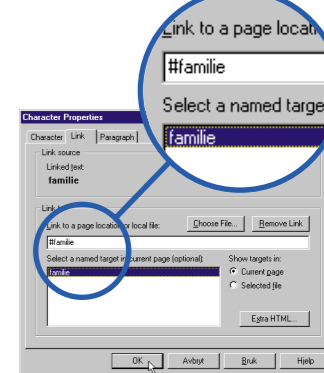 Link to a page locati
#familie
Select a named targe
familie
Character Properties
Character Link Paragraph
Link source
Linked text:
familie
Link to a page location or local file:
Choose File...
Remove Link
#familie
Select a named target in current page (optional):
familie
Show targets in:
Current page
Selected file
Extra HTML...
OK
Avbryt
Bruk
Hjelp